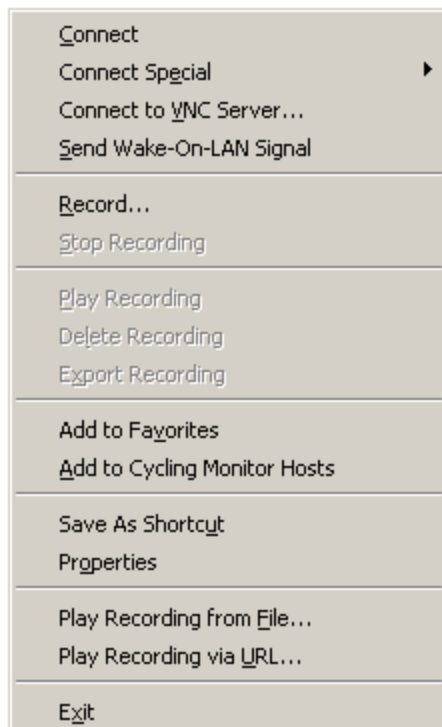 Connect
Connect Special
Connect to VNC Server...
Send Wake-On-LAN Signal
Record...
Stop Recording
Play Recording
Delete Recording
Export Recording
Add to Favorites
Add to Cycling Monitor Hosts
Save As Shortcut
Properties
Play Recording from File...
Play Recording via URL...
Exit